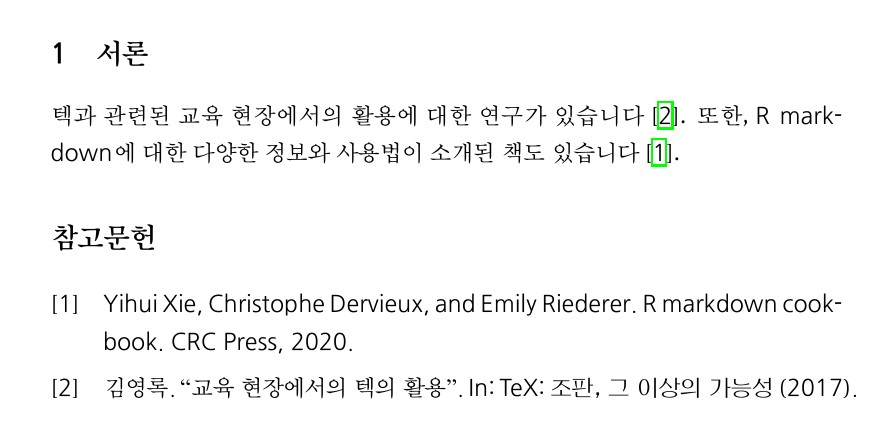 1 서론
텍과 관련된 교육 현장에서의 활용에 대한 연구가 있습니다 [2]. 또한, R mark-
down에 대한 다양한 정보와 사용법이 소개된 책도 있습니다 [1].
참고문헌
[1] Yihui Xie, Christophe Dervieux, and Emily Riederer. R markdown cook-
book. CRC Press, 2020.
[2] 김영록. “교육 현장에서의 텍의 활용”. In: TeX: 조판, 그 이상의 가능성 (2017).